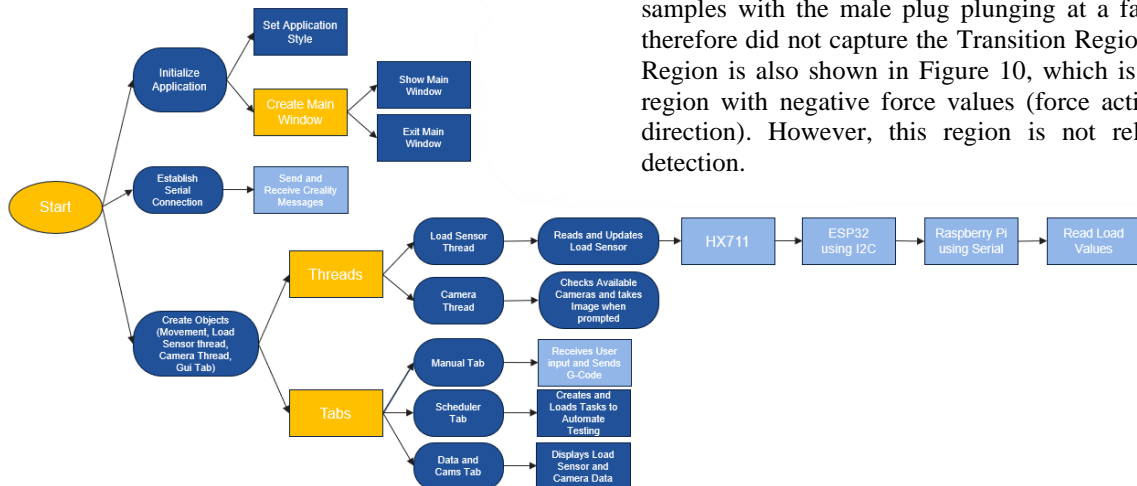 samples with the male plug plunging at a fa
therefore did not capture the Transition Regio
Region is also shown in Figure 10, which is
region with negative force values (force acti
direction). However, this region is not rel
detection.
Start
Initialize
Application
Set Application
Style
Create Main
Window
Show Main
Window
Exit Main
Window
Establish
Serial
Connection
Send and
Receive Creality
Messages
Create Objects
(Movement, Load
Sensor thread,
Camera Thread,
Gui Tab)
Threads
Load Sensor
Thread
Reads and Updates
Load Sensor
HX711
ESP32
using I2C
Raspberry Pi
using Serial
Read Load
Values
Camera
Thread
Checks Available
Cameras and takes
Image when
prompted
Tabs
Manual Tab
Receives User
input and Sends
G-Code
Scheduler
Tab
Creates and
Loads Tasks to
Automate
Testing
Data and
Cams Tab
Displays Load
Sensor and
Camera Data